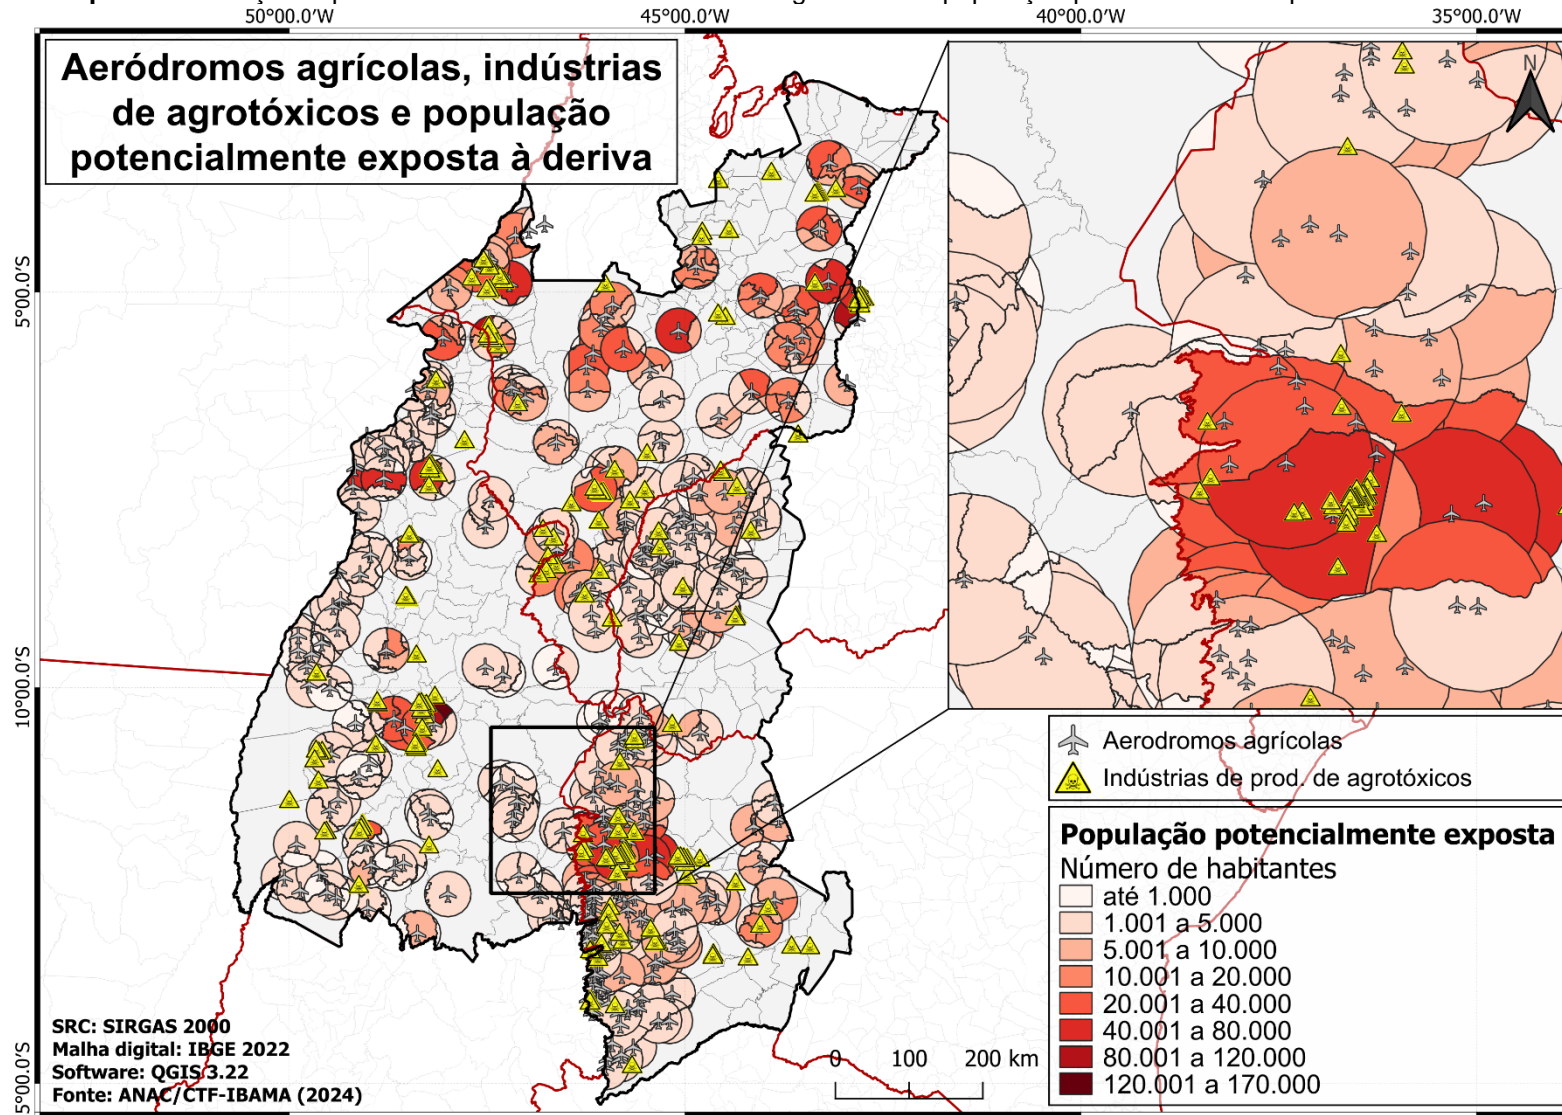 50°00.0'W
45°00.0'W
40°00.0'W
35°00.0'W
Aeródromos agrícolas, indústrias
de agrotóxicos e população
potencialmente exposta à deriva
N
5°00.0'S
10°00.0'S
5°00.0'S
Aerodromos agrícolas
Indústrias de prod. de agrotóxicos
População potencialmente exposta
Número de habitantes
até 1.000
1.001 a 5.000
5.001 a 10.000
10.001 a 20.000
20.001 a 40.000
40.001 a 80.000
80.001 a 120.000
120.001 a 170.000
0 100 200 km
SRC: SIRGAS 2000
Malha digital: IBGE 2022
Software: QGIS 3.22
Fonte: ANAC/CTF-IBAMA (2024)